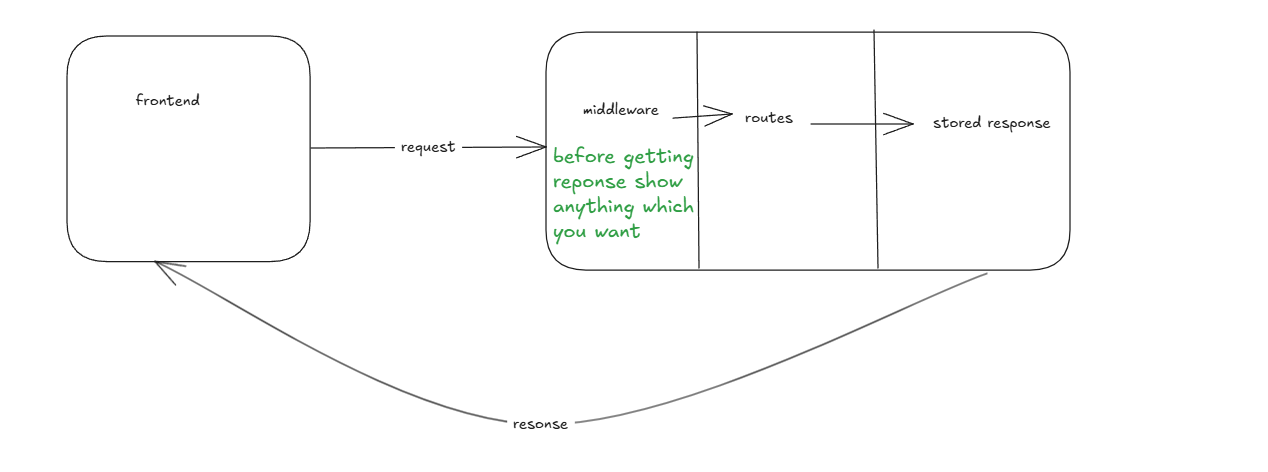 frontend
request
middleware
routes
stored response
before getting
reponse show
anything which
you want
resonse